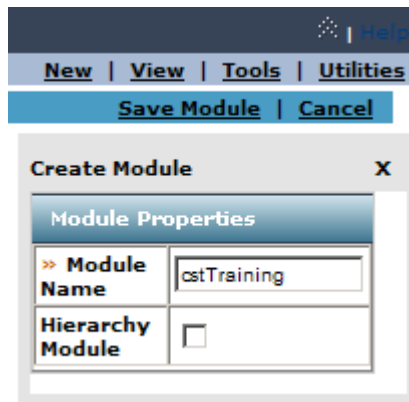 | Help
New | View | Tools | Utilities
Save Module | Cancel
Create Module X
Module Properties
» Module Name cstTraining
Hierarchy Module